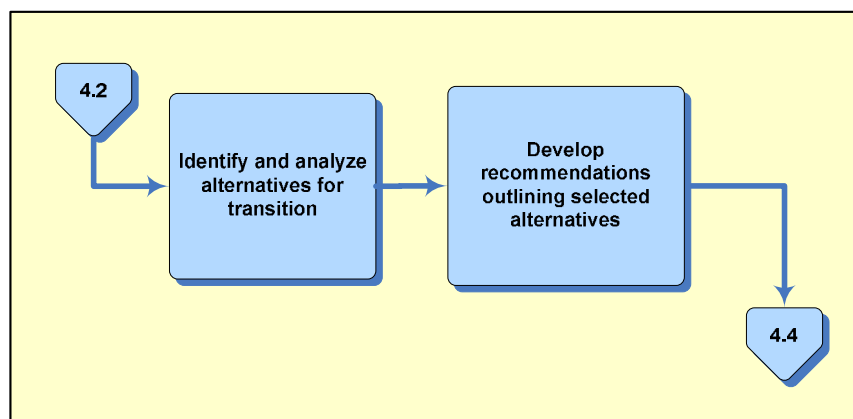 4.2
Identify and analyze
alternatives for
transition
Develop
recommendations
outlining selected
alternatives
4.4